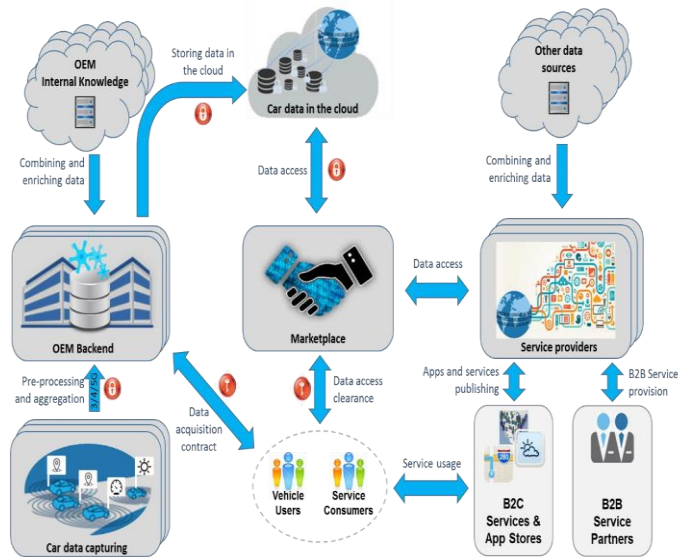 OEM
Internal Knowledge
Storing data in
the cloud
Car data in the cloud
Other data
sources
Combining and
enriching data
Data access
Combining and
enriching data
OEM Backend
Marketplace
Data access
Service providers
Pre-processing
and aggregation
3/4/5G
Data
acquisition
contract
Data access
clearance
Apps and services
publishing
B2B Service
provision
Vehicle
Users
Service
Consumers
Service usage
B2C
Services &
App Stores
B2B
Service
Partners
Car data capturing